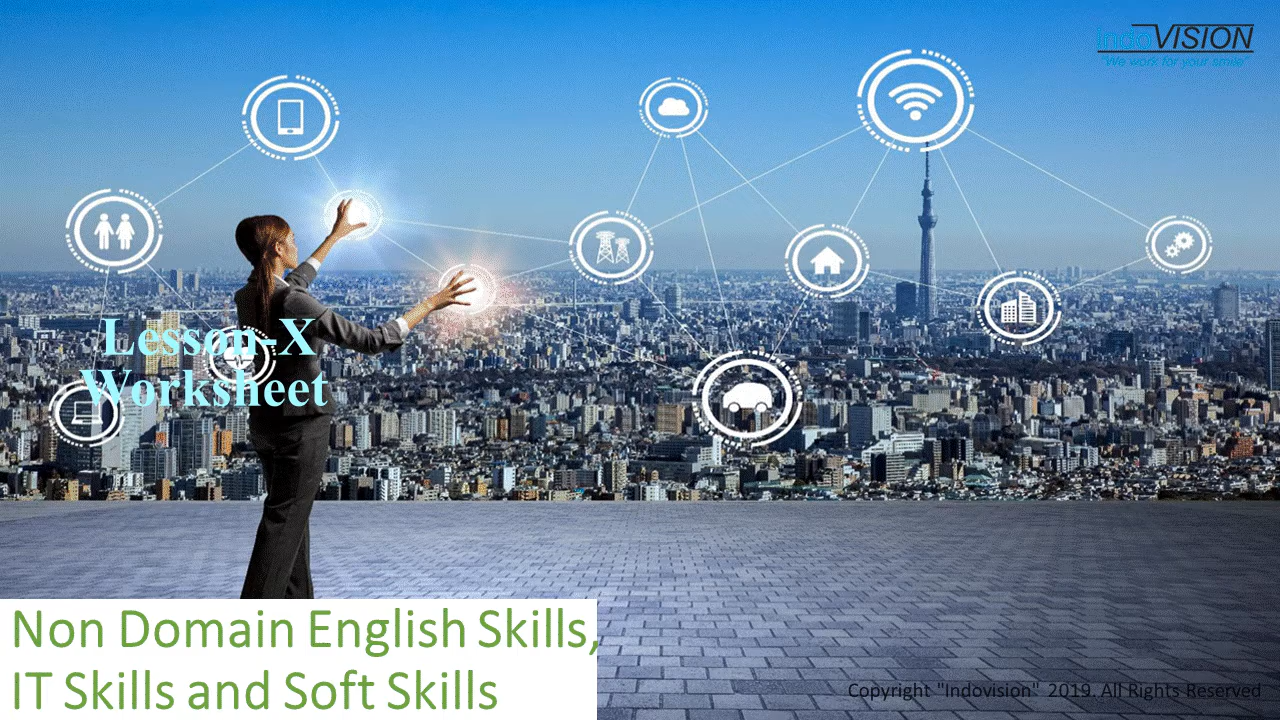 IndoVISION
"We work for your smile"
Lesson-X
Worksheet
Non Domain English Skills,
IT Skills and Soft Skills
Copyright "Indovision" 2019. All Rights Reserved